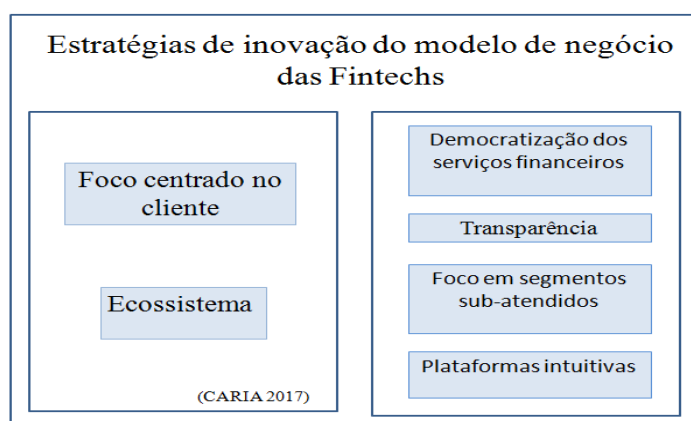 Estratégias de inovação do modelo de negócio
das Fintechs
Foco centrado no
cliente
Ecossistema
(CARIA 2017)
Democratização dos
serviços financeiros
Transparência
Foco em segmentos
sub-atendidos
Plataformas intuitivas